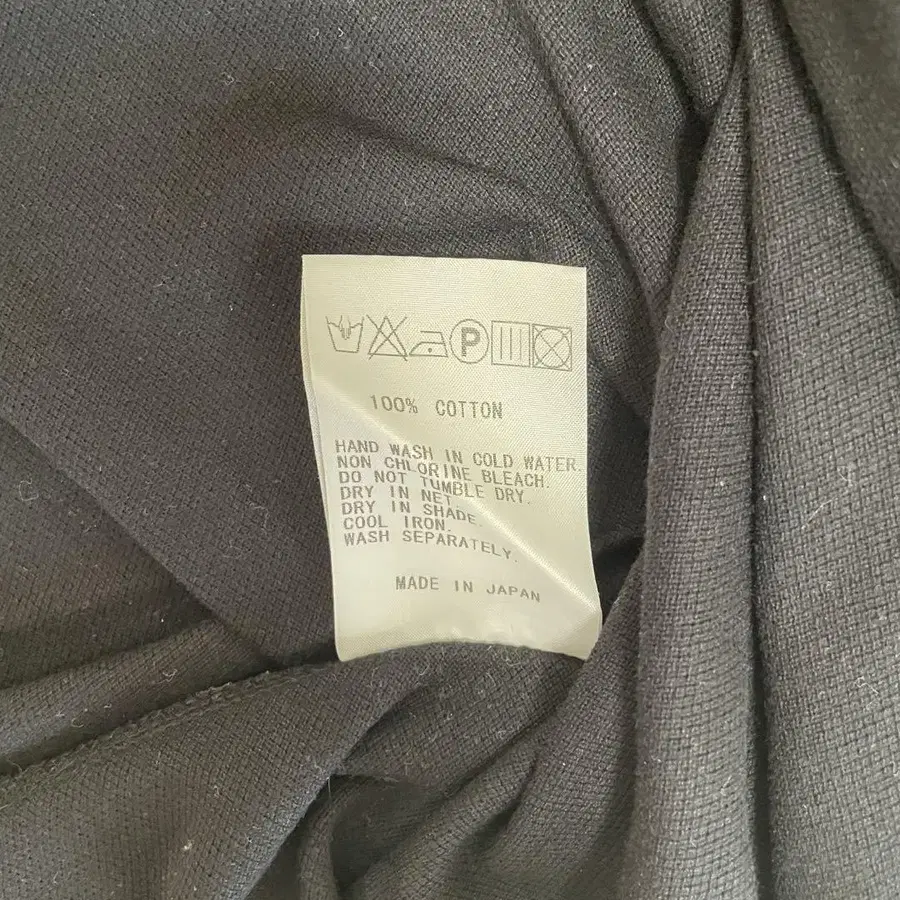 P
100% COTTON
HAND WASH IN COLD WATER.
NON CHLORINE BLEACH.
DO NOT TUMBLE DRY.
DRY IN NET.
DRY IN SHADE.
COOL IRON.
WASH SEPARATELY.
MADE IN JAPAN